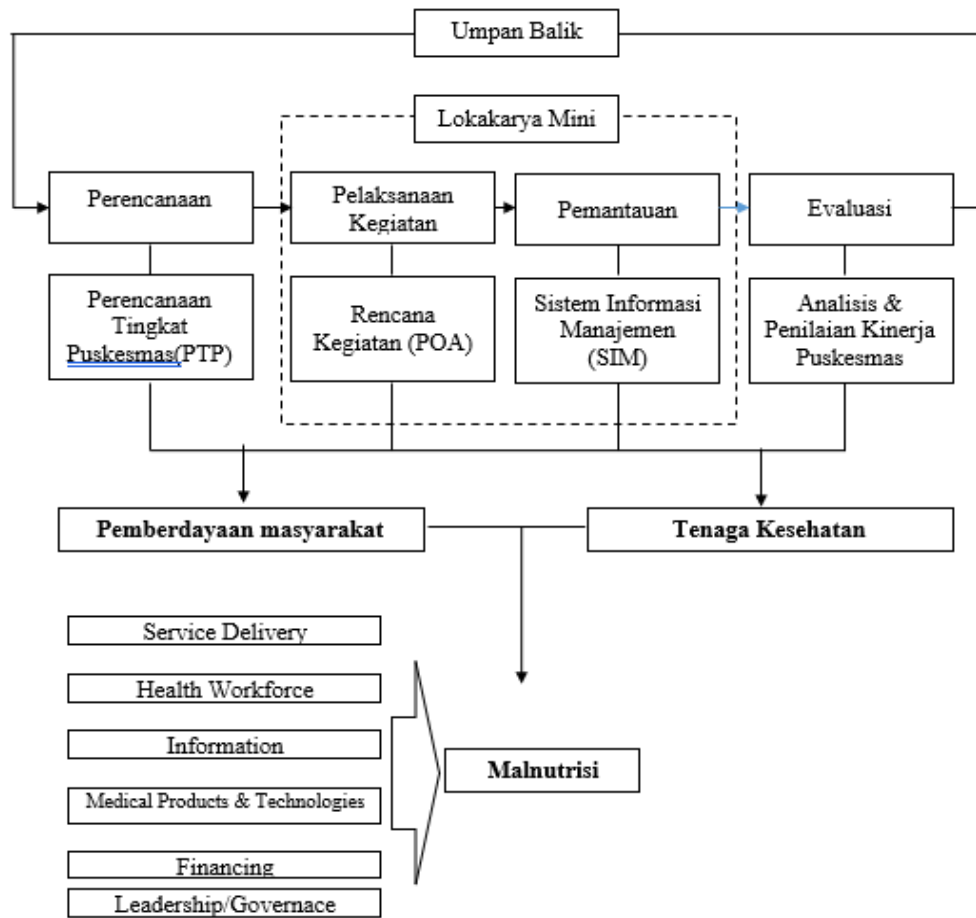 Umpan Balik
Lokakarya Mini
Perencanaan
Pelaksanaan
Kegiatan
Pemantauan
Evaluasi
Perencanaan
Tingkat
Puskesmas(PTP)
Rencana
Kegiatan (POA)
Sistem Informasi
Manajemen
(SIM)
Analisis &
Penilaian Kinerja
Puskesmas
Pemberdayaan masyarakat
Tenaga Kesehatan
Service Delivery
Health Workforce
Information
Medical Products & Technologies
Financing
Leadership/Governace
Malnutrisi